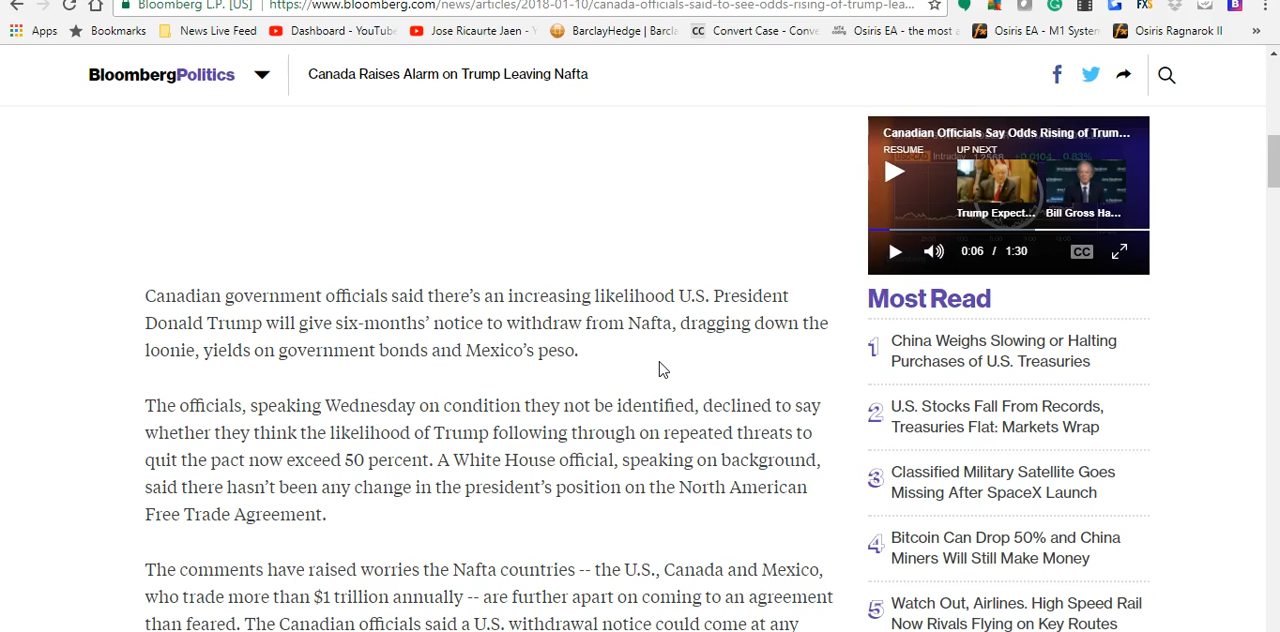 Bloomberg L.P. [US]
https://www.bloomberg.com/news/articles/2018-01-10/canada-officials-said-to-see-odds-rising-of-trump-lea...
Apps
Bookmarks
News Live Feed
Dashboard - YouTube
Jose Ricaurte Jaen -
BarclayHedge | Barcla
CC Convert Case - Conve
Osiris EA - the most a
Osiris EA - M1 System
Osiris Ragnarok II
»
BloombergPolitics
Canada Raises Alarm on Trump Leaving Nafta
Canadian government officials said there’s an increasing likelihood U.S. President
Donald Trump will give six-months’ notice to withdraw from Nafta, dragging down the
loonie, yields on government bonds and Mexico’s peso.
The officials, speaking Wednesday on condition they not be identified, declined to say
whether they think the likelihood of Trump following through on repeated threats to
quit the pact now exceed 50 percent. A White House official, speaking on background,
said there hasn’t been any change in the president’s position on the North American
Free Trade Agreement.
The comments have raised worries the Nafta countries -- the U.S., Canada and Mexico,
who trade more than $1 trillion annually -- are further apart on coming to an agreement
than feared. The Canadian officials said a U.S. withdrawal notice could come at any
Canadian Officials Say Odds Rising of Trum...
RESUME
UP NEXT
USD-CAD Intraday 1.2568 +0.0104 0.83%
Trump Expect...
Bill Gross Ha...
0:06 / 1:30
CC
Most Read
1 China Weighs Slowing or Halting
Purchases of U.S. Treasuries
2 U.S. Stocks Fall From Records,
Treasuries Flat: Markets Wrap
3 Classified Military Satellite Goes
Missing After SpaceX Launch
4 Bitcoin Can Drop 50% and China
Miners Will Still Make Money
5 Watch Out, Airlines. High Speed Rail
Now Rivals Flying on Key Routes